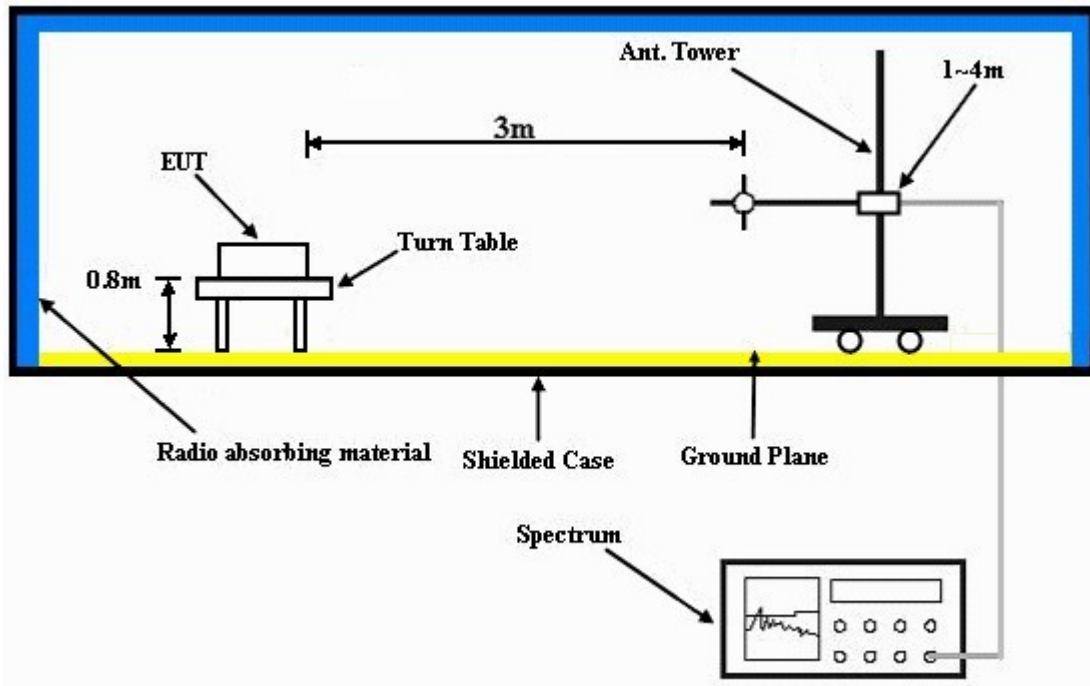 Ant. Tower
1~4m
3m
EUT
Turn Table
0.8m
Radio absorbing material
Shielded Case
Ground Plane
Spectrum